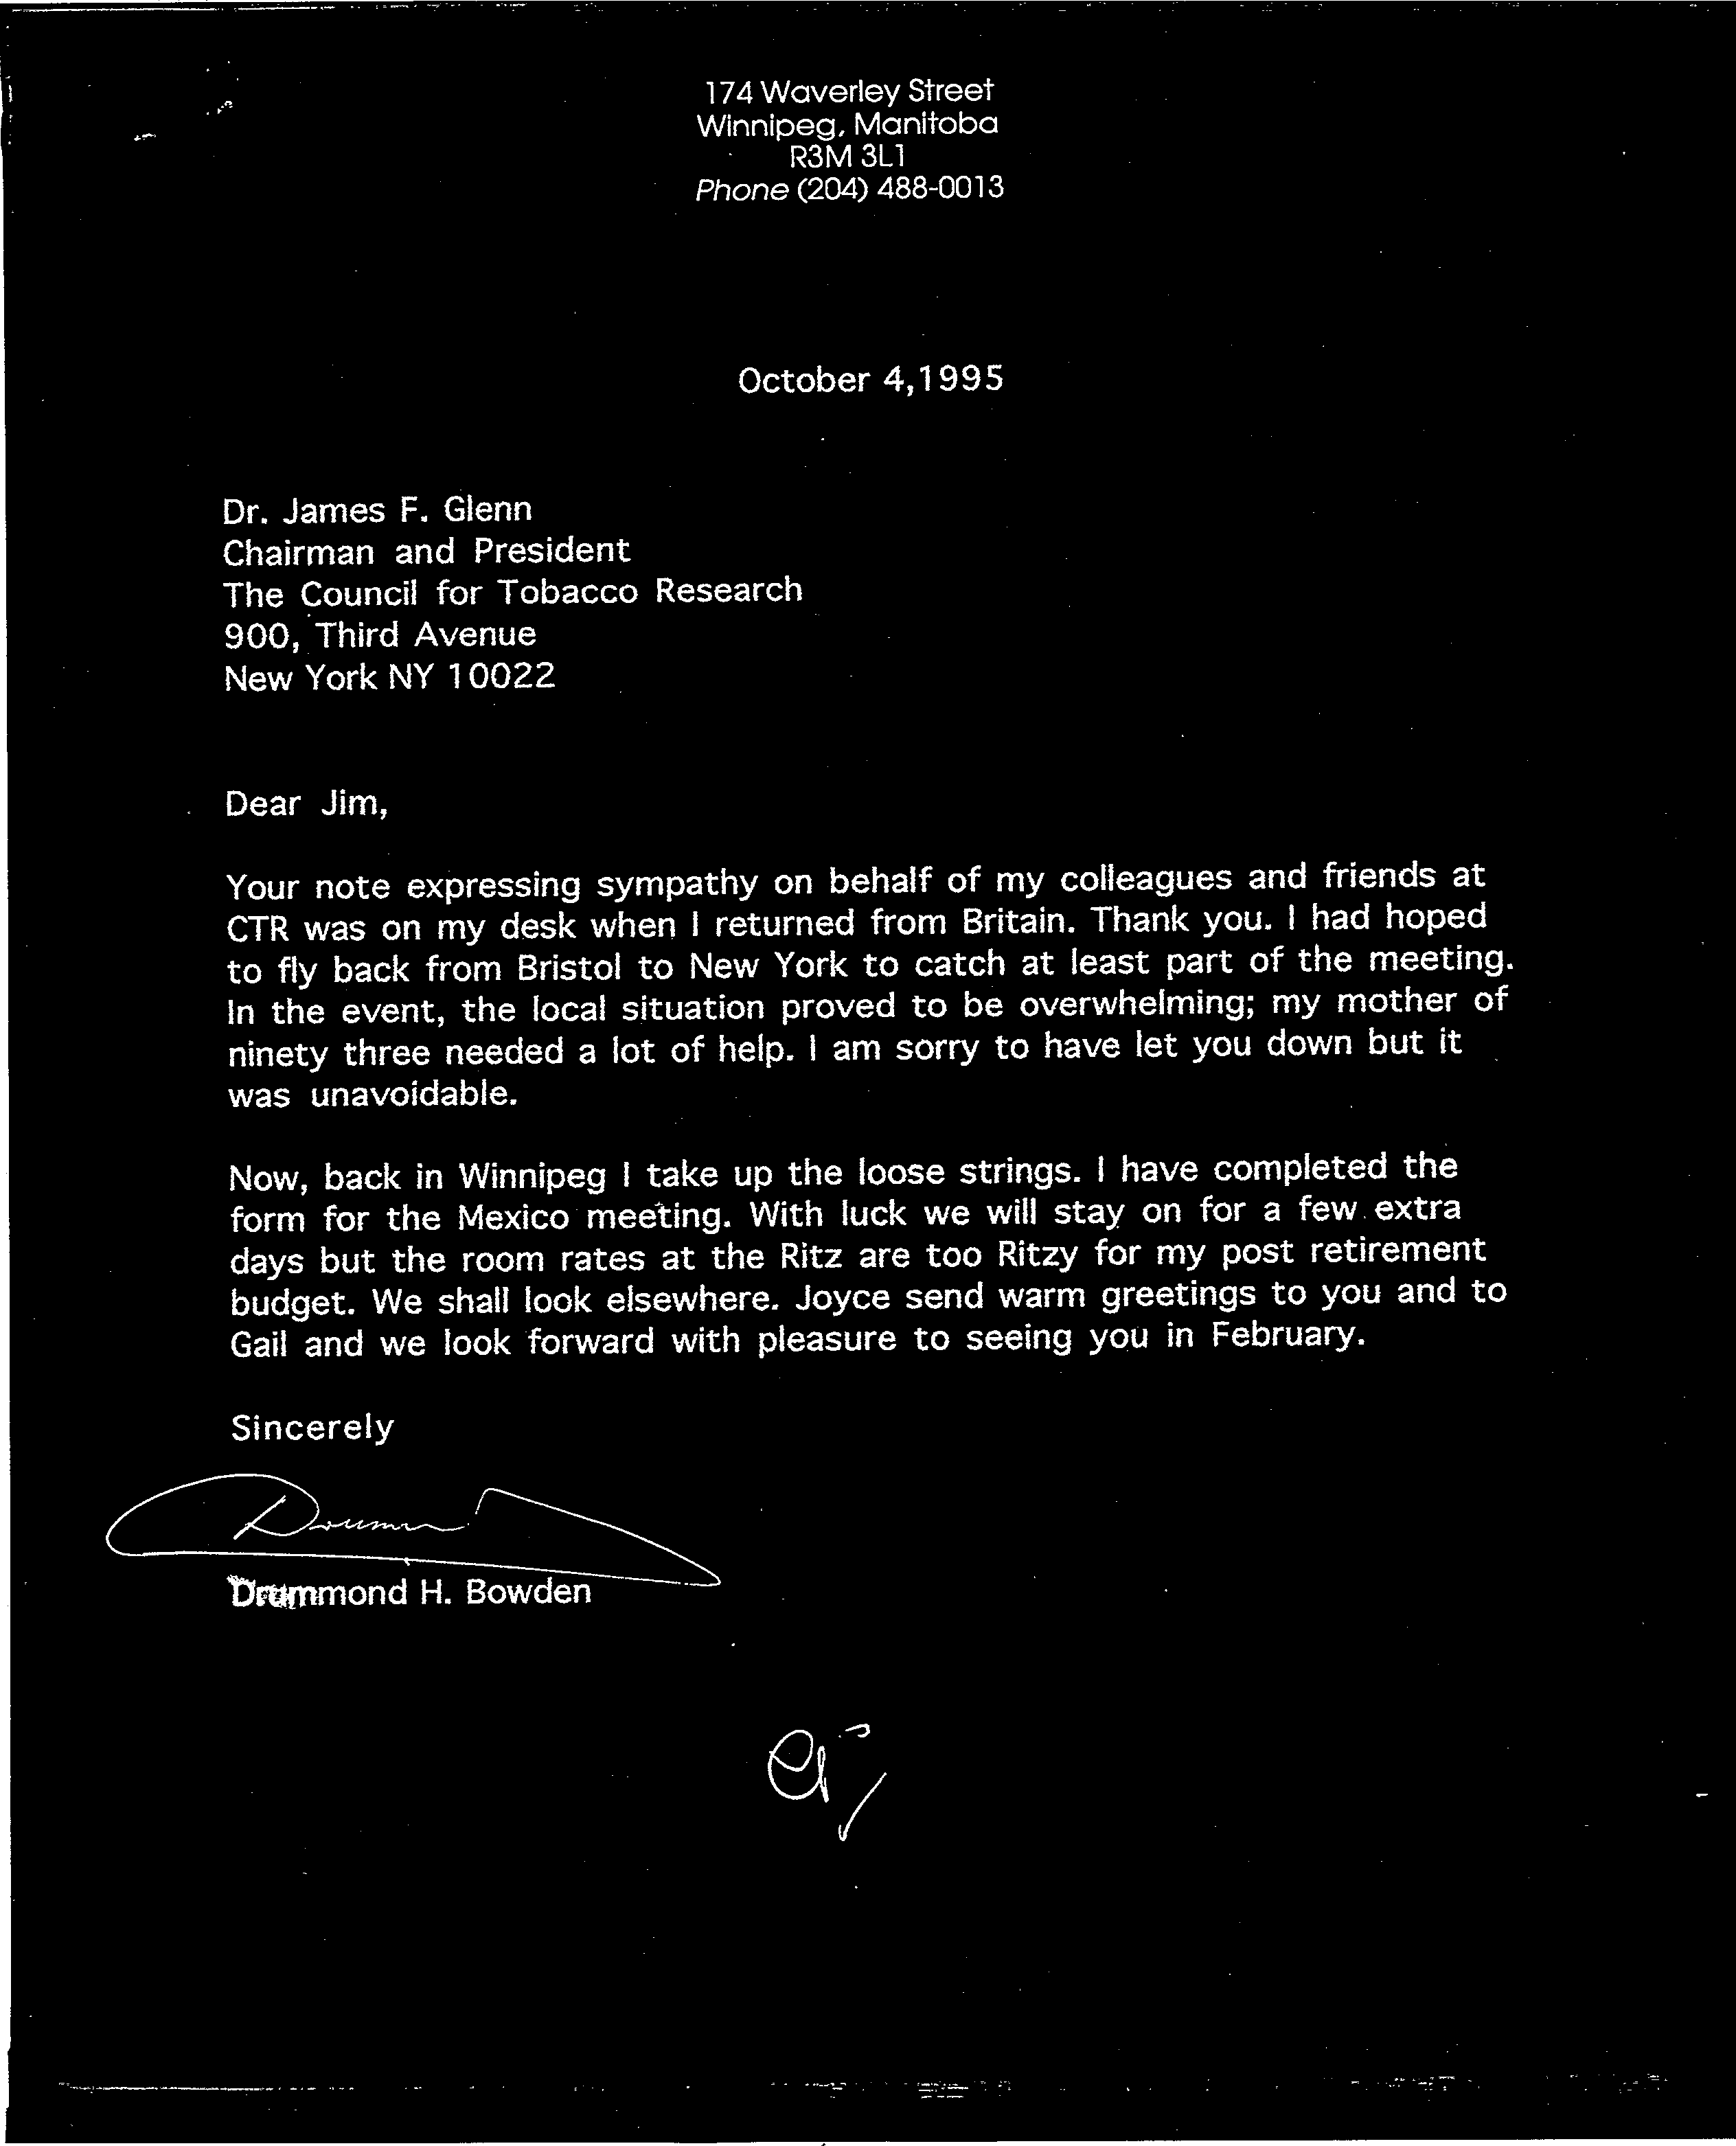 174 Waverley Street
Winnipeg, Manitoba
R3M 3L1
Phone (204) 488-0013
October 4,1995
Dr. James F. Glenn
Chairman and President
The Council for Tobacco Research
900, Third Avenue
New York NY 10022
Dear Jim,
Your note expressing sympathy on behalf of my colleagues and friends at
CTR was on my desk when I returned from Britain. Thank you. I had hoped
to fly back from Bristol to New York to catch at least part of the meeting.
In the event, the local situation proved to be overwhelming; my mother of
ninety three needed a lot of help. I am sorry to have let you down but it
was unavoidable.
Now, back in Winnipeg I take up the loose strings. I have completed the
form for the Mexico meeting. With luck we will stay on for a few extra
days but the room rates at the Ritz are too Ritzy for my post retirement
budget. We shall look elsewhere. Joyce send warm greetings to you and to
Gail and we look forward with pleasure to seeing you in February.
Sincerely
Drummond H. Bowden